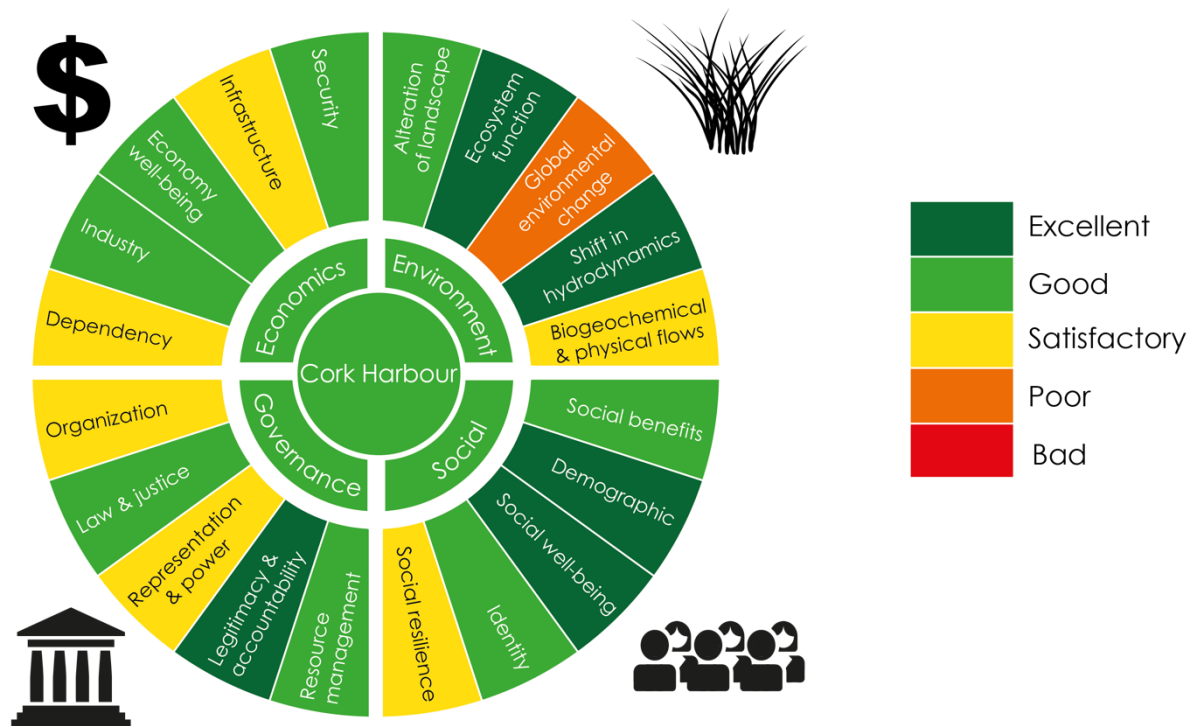 $
Security
Infrastructure
Economy
well-being
Industry
Dependency
Alteration
of landscape
Ecosystem
function
Global
environmental
change
Shift in
hydrodynamics
Biogeochemical
& physical flows
Economics
Environment
Cork Harbour
Governance
Social
Organization
Law & justice
Representation
& power
Legitimacy &
accountability
Resource
management
Social benefits
Demographic
Social well-being
Identity
Social resilience
Excellent
Good
Satisfactory
Poor
Bad